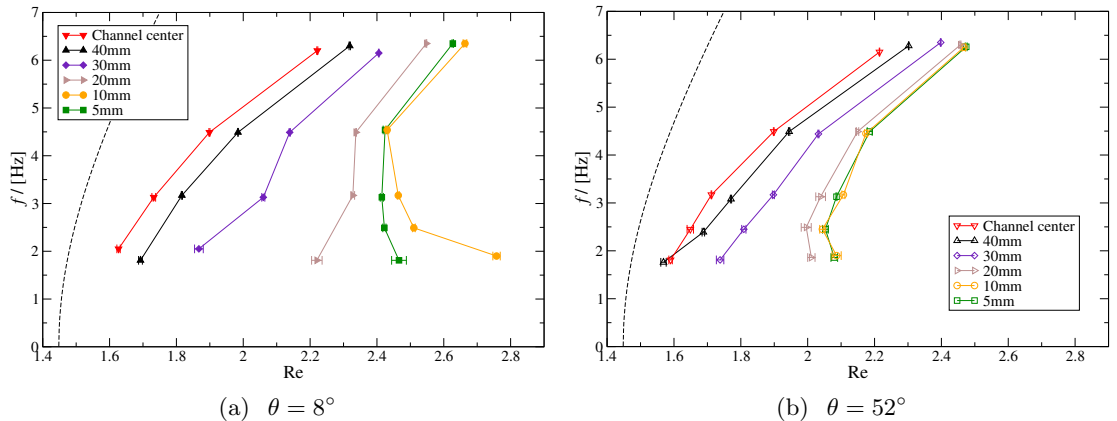 7
6
5
4
3
2
1
0
f / [Hz]
Channel center
40mm
30mm
20mm
10mm
5mm
1.4 1.6 1.8 2 2.2 2.4 2.6 2.8
Re
(a) θ = 8°
7
6
5
4
3
2
1
0
f / [Hz]
Channel center
40mm
30mm
20mm
10mm
5mm
1.4 1.6 1.8 2 2.2 2.4 2.6 2.8
Re
(b) θ = 52°